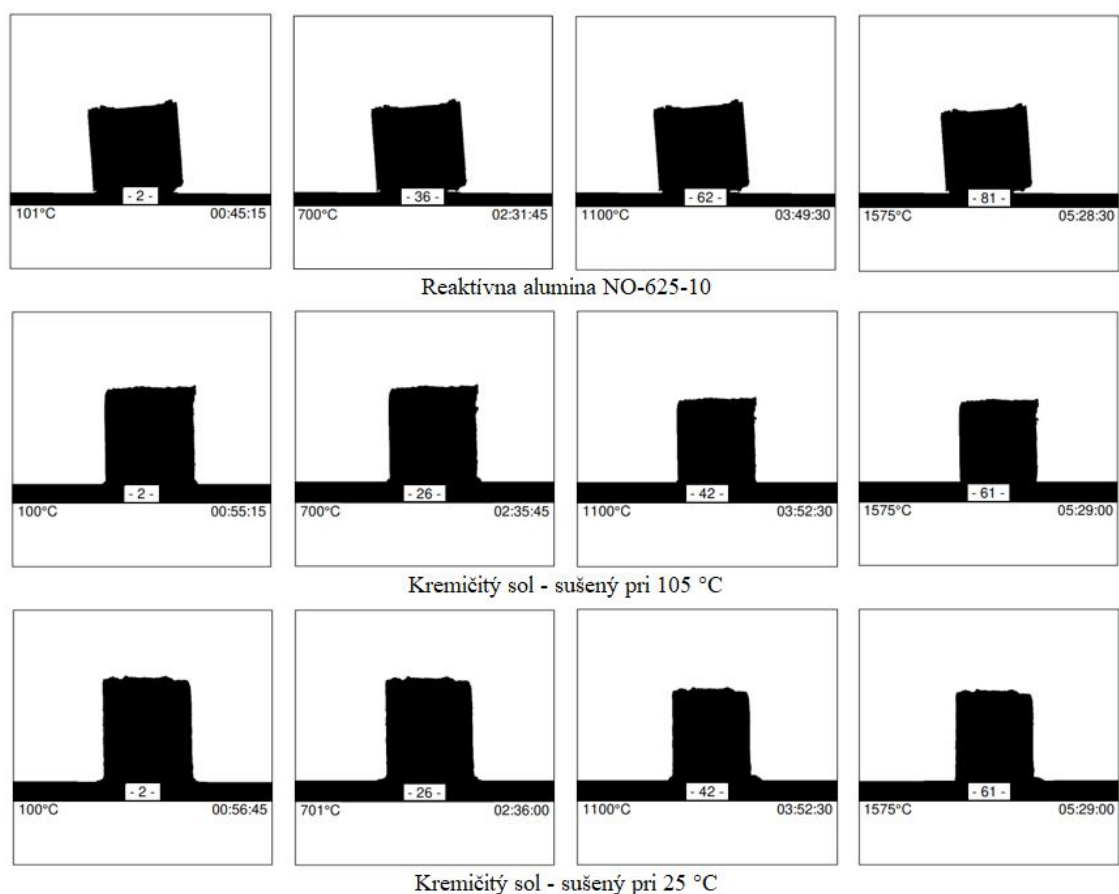 - 2 -
- 36 -
- 62 -
- 81 -
101°C 00:45:15
700°C 02:31:45
1100°C 03:49:30
1575°C 05:28:30
Reaktívna alumina NO-625-10
- 2 -
- 26 -
- 42 -
- 61 -
100°C 00:55:15
700°C 02:35:45
1100°C 03:52:30
1575°C 05:29:00
Kremičitý sol - sušený pri 105 °C
- 2 -
- 26 -
- 42 -
- 61 -
100°C 00:56:45
701°C 02:36:00
1100°C 03:52:30
1575°C 05:29:00
Kremičitý sol - sušený pri 25 °C